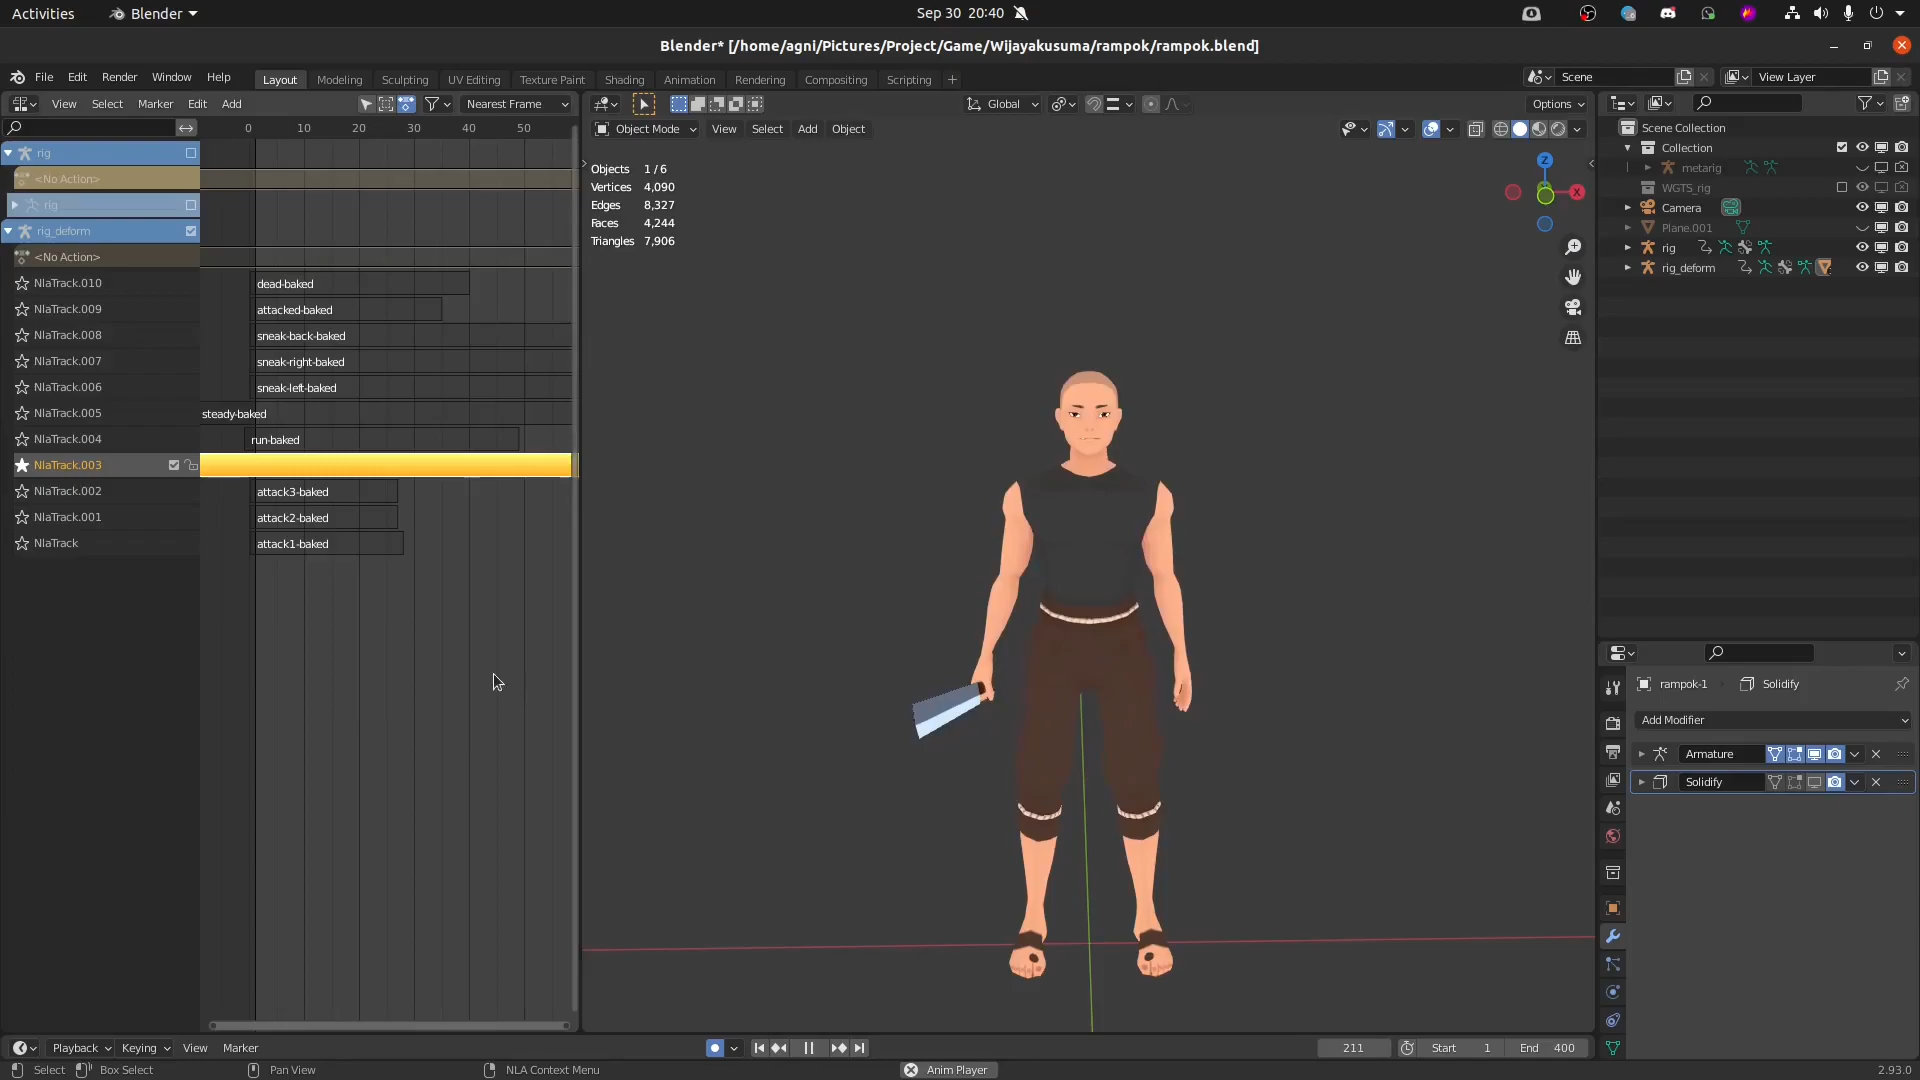 Activities Blender Sep 30 20:40
Blender* [/home/agni/Pictures/Project/Game/Wijayakusuma/rampok/rampok.blend]
File Edit Render Window Help Layout Modeling Sculpting UV Editing Texture Paint Shading Animation Rendering Compositing Scripting + Scene View Layer
View Select Marker Edit Add Nearest Frame Global Options
0 10 20 30 40 50 Object Mode View Select Add Object
Scene Collection
rig
Collection
<No Action>
metarig
rig
WGTS_rig
rig_deform
Camera
<No Action>
Plane.001
rig
rig_deform
Objects 1 / 6
Vertices 4,090
Edges 8,327
Faces 4,244
Triangles 7,906
Z
X
NlaTrack.010 dead-baked
NlaTrack.009 attacked-baked
NlaTrack.008 sneak-back-baked
NlaTrack.007 sneak-right-baked
NlaTrack.006 sneak-left-baked
NlaTrack.005 steady-baked
NlaTrack.004 run-baked
NlaTrack.003
NlaTrack.002 attack3-baked
NlaTrack.001 attack2-baked
NlaTrack attack1-baked
rampok-1 Solidify
Add Modifier
Armature
Solidify
Playback Keying View Marker 211 Start 1 End 400
Select Box Select Pan View NLA Context Menu Anim Player 2.93.0